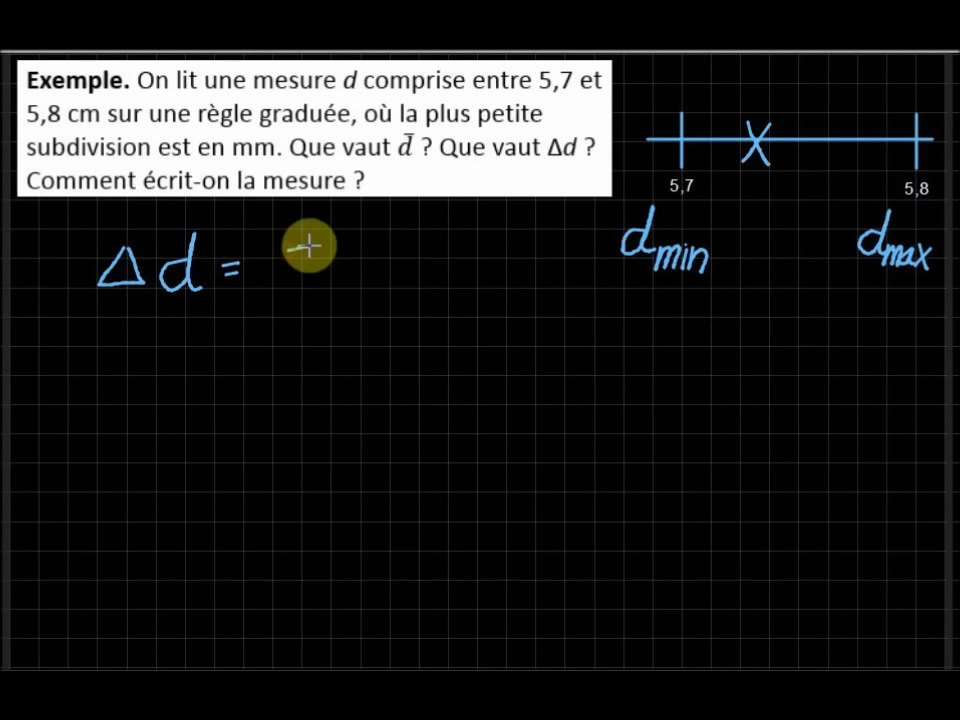 Exemple. On lit une mesure d comprise entre 5,7 et
5,8 cm sur une règle graduée, où la plus petite
subdivision est en mm. Que vaut d̄ ? Que vaut Δd ?
Comment écrit-on la mesure ?
5,7
5,8
dmin
dmax
Δd =